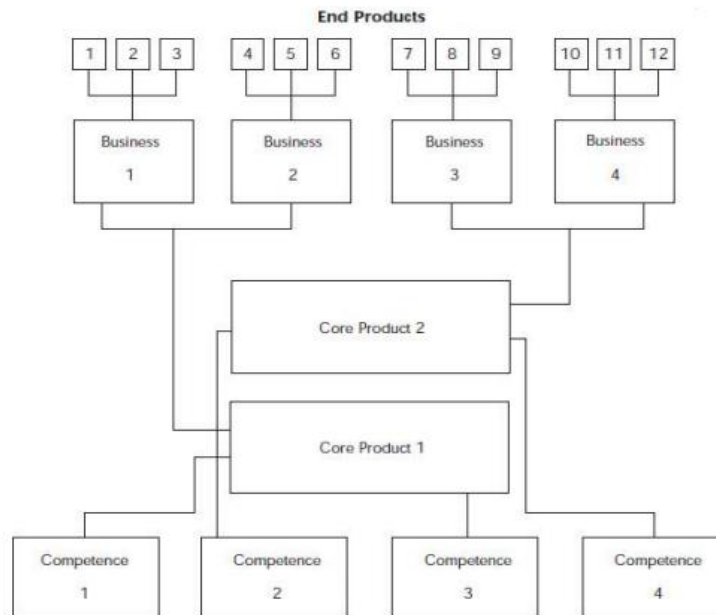 End Products
1 2 3 4 5 6 7 8 9 10 11 12
Business Business Business Business
1 2 3 4
Core Product 2
Core Product 1
Competence Competence Competence Competence
1 2 3 4